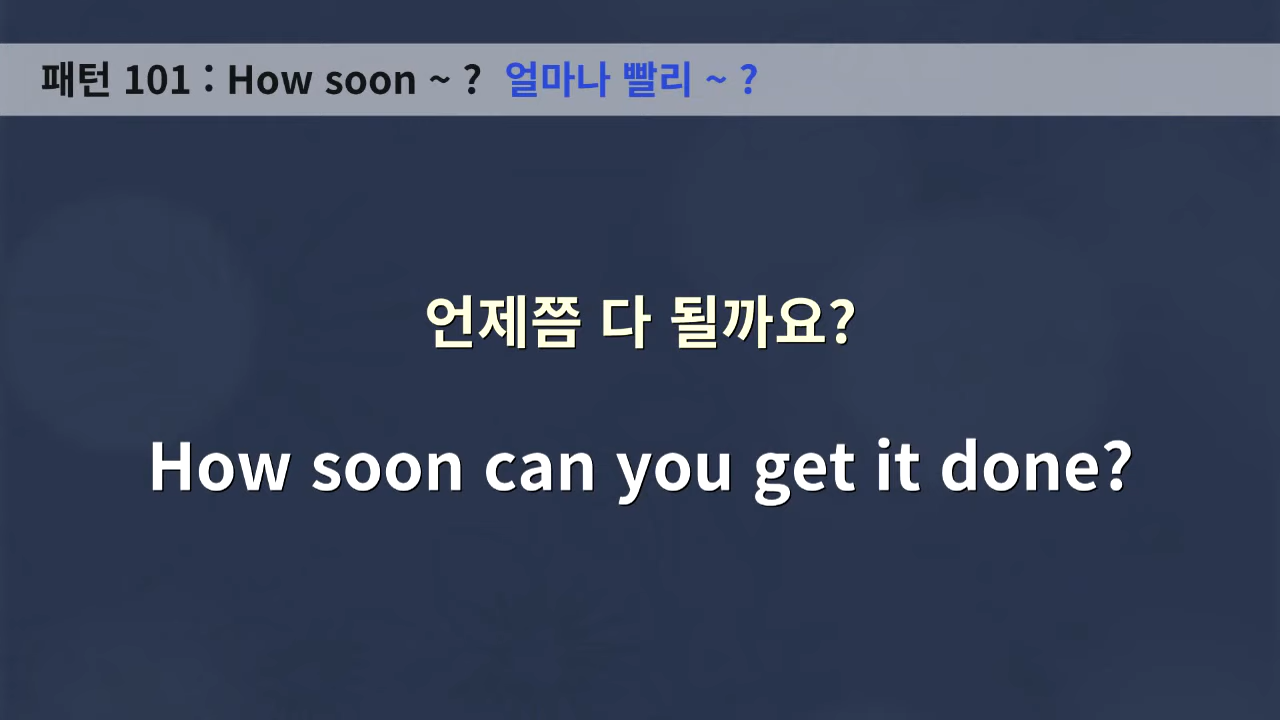 패턴 101 : How soon ~ ? 얼마나 빨리 ~ ?
언제쯤 다 될까요?
How soon can you get it done?